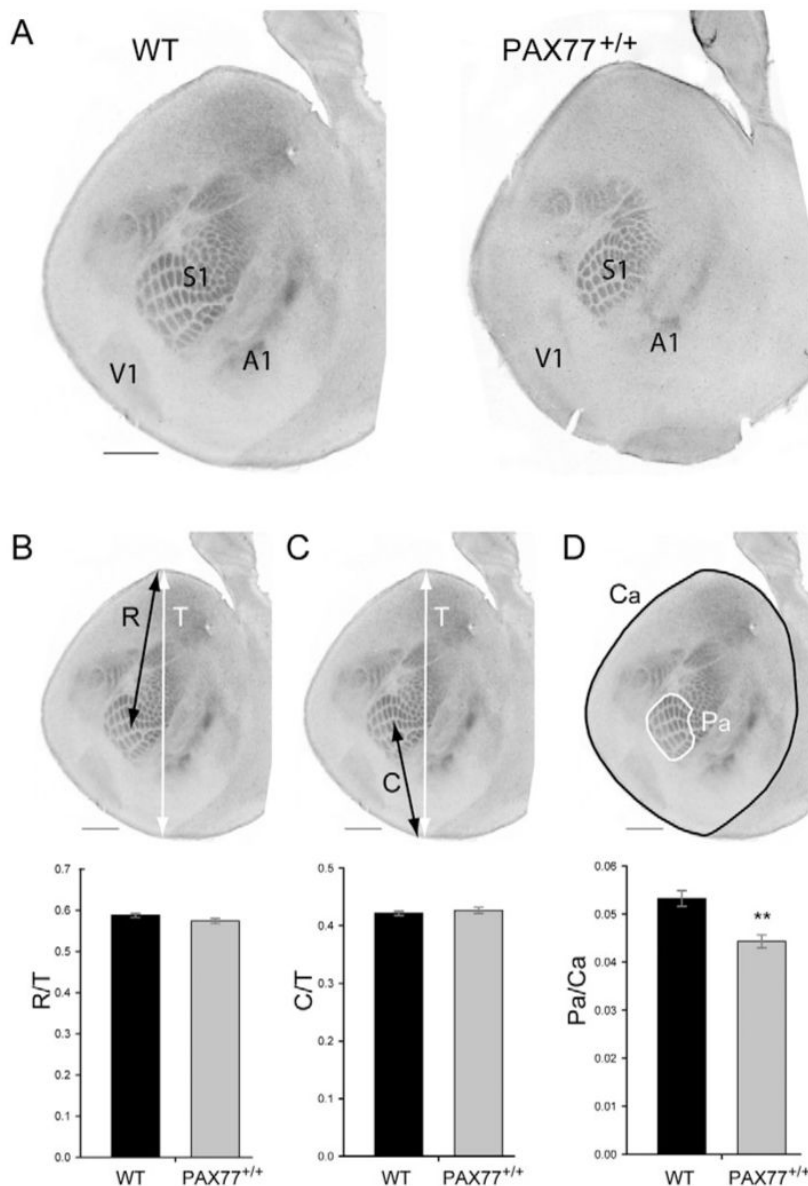 A
WT
PAX77+/+
S1
V1
A1
S1
V1
A1
B
R
T
C
T
C
D
Ca
Pa
R/T
0.7
0.6
0.5
0.4
0.3
0.2
0.1
0.0
WT
PAX77+/+
C/T
0.5
0.4
0.3
0.2
0.1
0.0
WT
PAX77+/+
Pa/Ca
0.06
0.05
0.04
0.03
0.02
0.01
0.00
**
WT
PAX77+/+